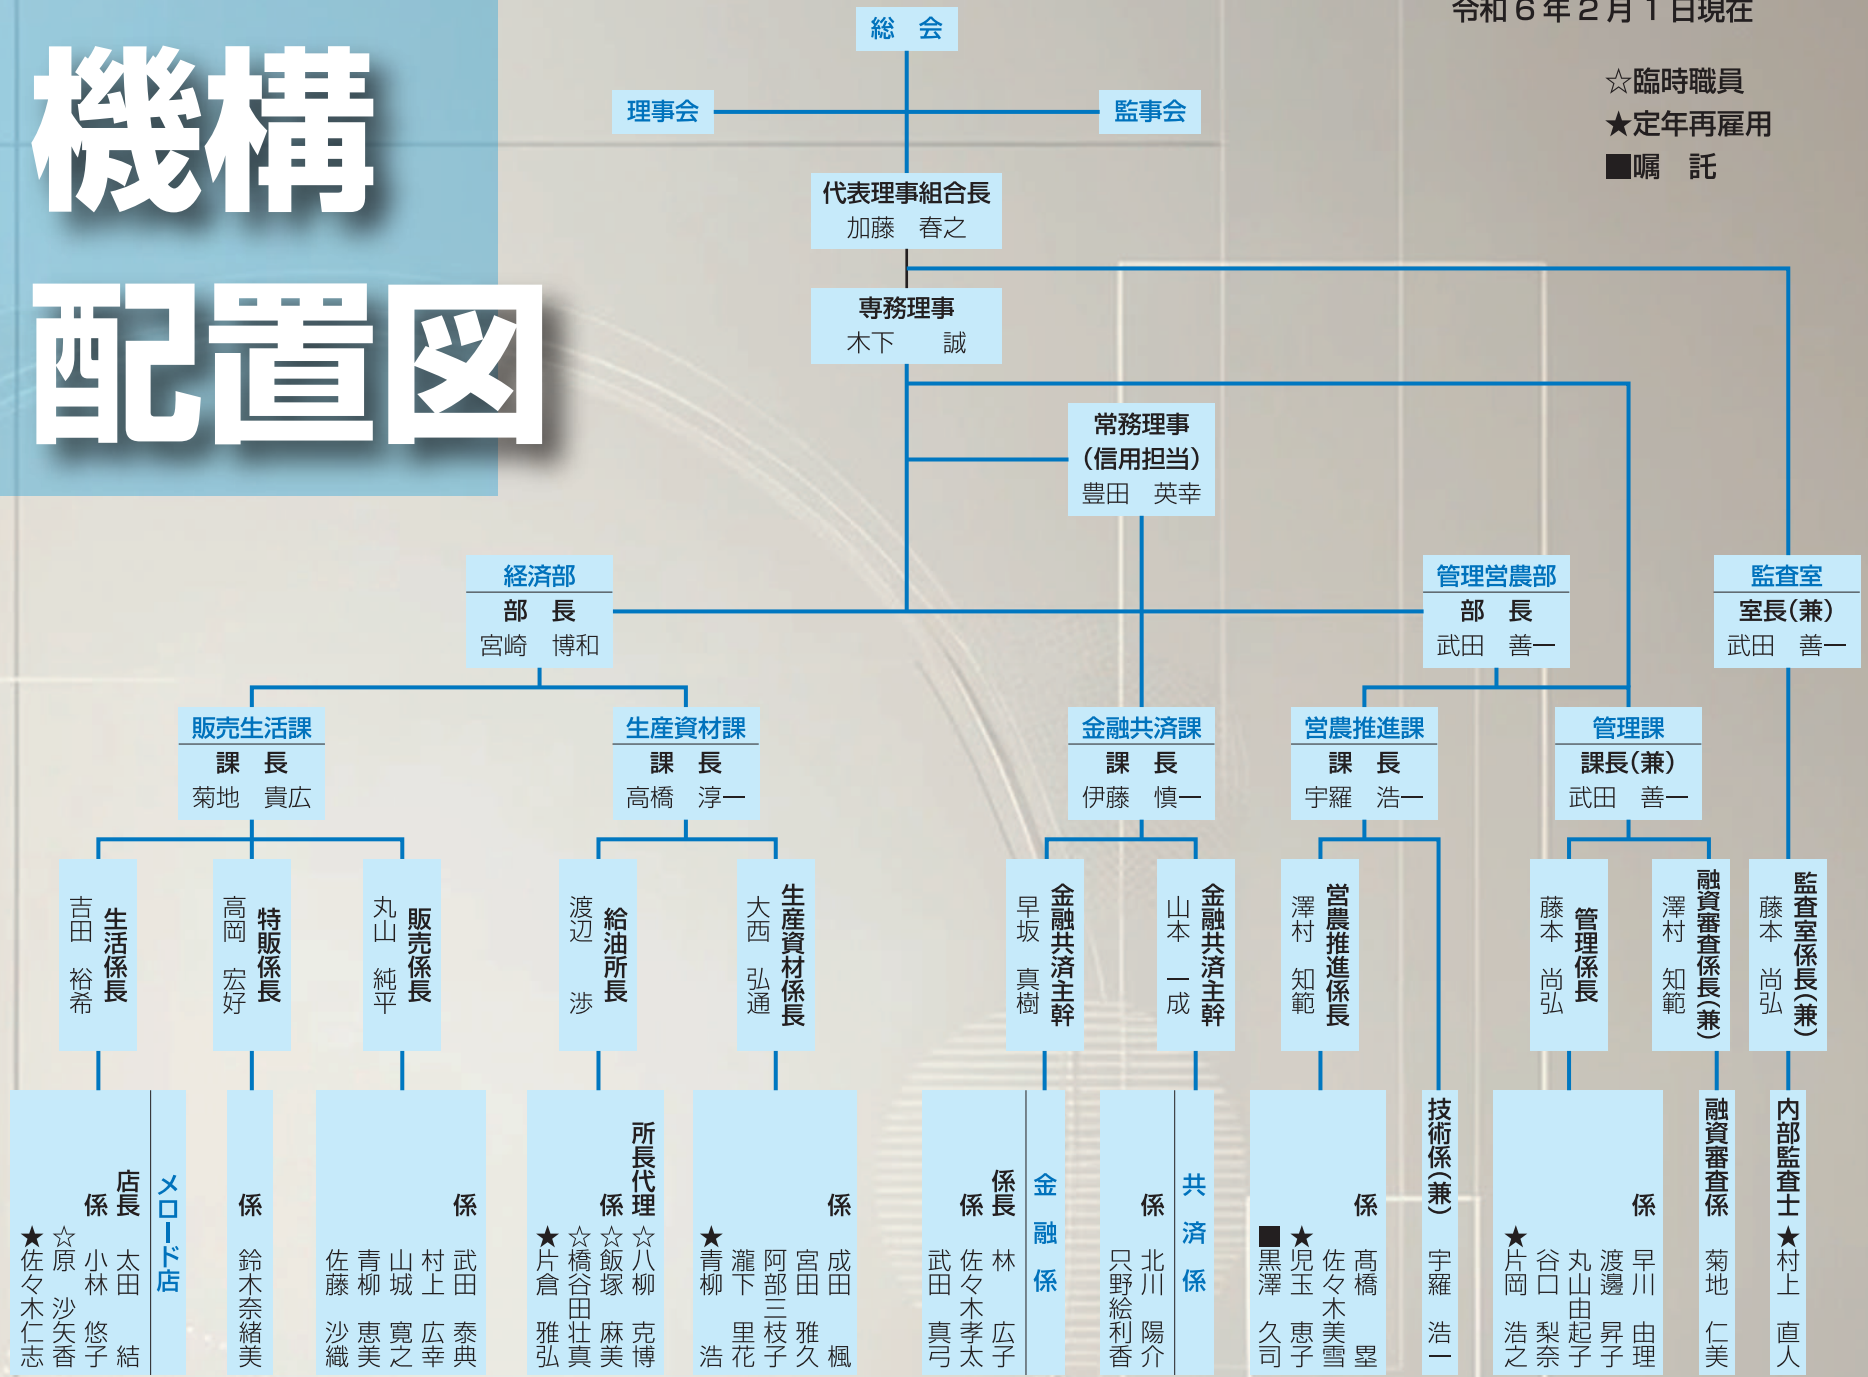 機構
配置図
令和6年2月1日現在
☆臨時職員
★定年再雇用
■嘱　託
総　会
理事会
監事会
代表理事組合長
加藤　春之
専務理事
木下　　誠
常務理事
（信用担当）
豊田　英幸
経済部
部　長
宮崎　博和
管理営農部
部　長
武田　善一
監査室
室長（兼）
武田　善一
販売生活課
課　長
菊地　貴広
生産資材課
課　長
高橋　淳一
金融共済課
課　長
伊藤　慎一
営農推進課
課　長
宇羅　浩一
管理課
課長（兼）
武田　善一
生活係長
吉田　裕希
特販係長
高岡　宏好
販売係長
丸山　純平
給油所長
渡辺　　渉
生産資材係長
大西　弘通
金融共済主幹
早坂　真樹
金融共済主幹
山本　一成
営農推進係長
澤村　知範
管理係長
藤本　尚弘
融資審査係長（兼）
澤村　知範
監査室係長（兼）
藤本　尚弘
メロード店
店長　太田　　結
係　小林　悠子
☆原　沙矢香
★佐々木仁志
係　鈴木奈緒美
係　武田　泰典
村上　広幸
山城　寛之
青柳　恵美
佐藤　沙織
所長代理☆八柳　克博
係☆飯塚　麻美
☆橋谷田壮真
★片倉　雅弘
係　成田　　楓
宮田　雅久
阿部三枝子
瀧下　里花
★青柳　　浩
金融係
係長　林　　広子
係　佐々木孝太
武田　真弓
共済係
係　北川　陽介
只野絵利香
係　髙橋　　塁
佐々木美雪
★児玉　恵子
■黒澤　久司
技術係（兼）　宇羅　浩一
係　早川　由理
渡邊　昇子
丸山由起子
谷口　梨奈
★片岡　浩之
融資審査係　菊地　仁美
内部監査士★村上　直人